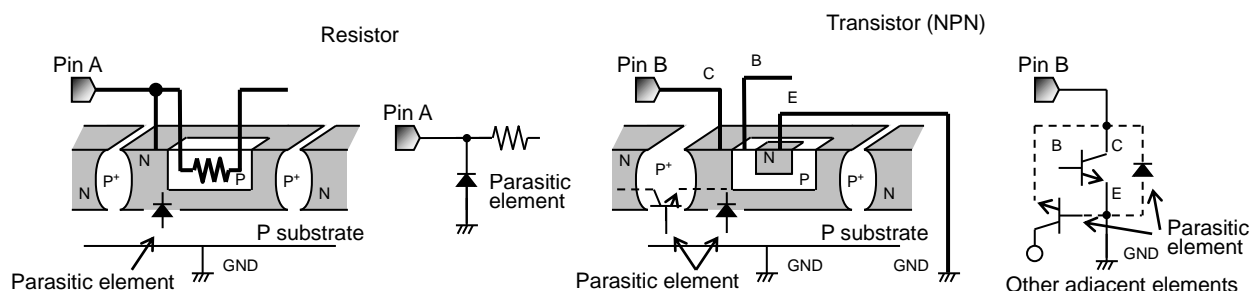 Resistor
Pin A
N
P
N
P+
P+
N
P substrate
GND
Parasitic element
Pin A
Parasitic
element
Transistor (NPN)
Pin B
C
B
E
N
N
P
N
P+
P+
N
P substrate
GND
GND
Parasitic element
Pin B
B
C
E
Parasitic
element
GND
Other adjacent elements